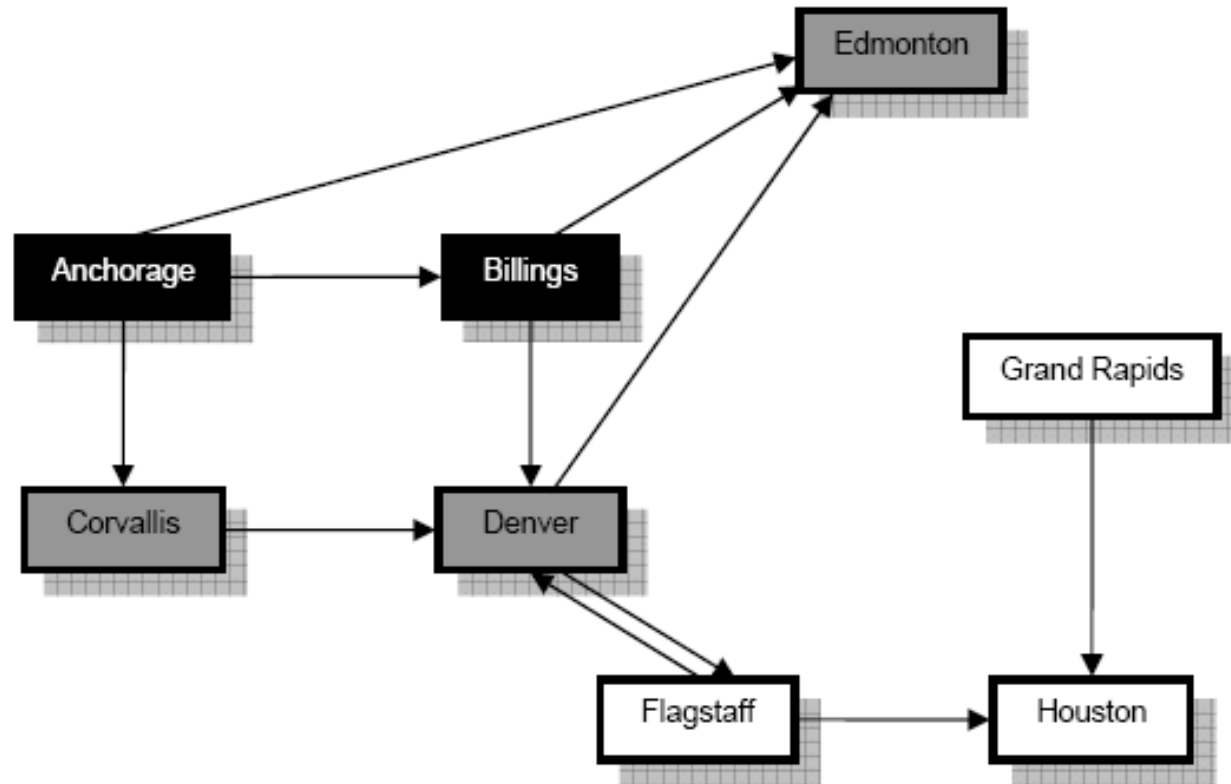 Edmonton
Anchorage
Billings
Grand Rapids
Corvallis
Denver
Flagstaff
Houston